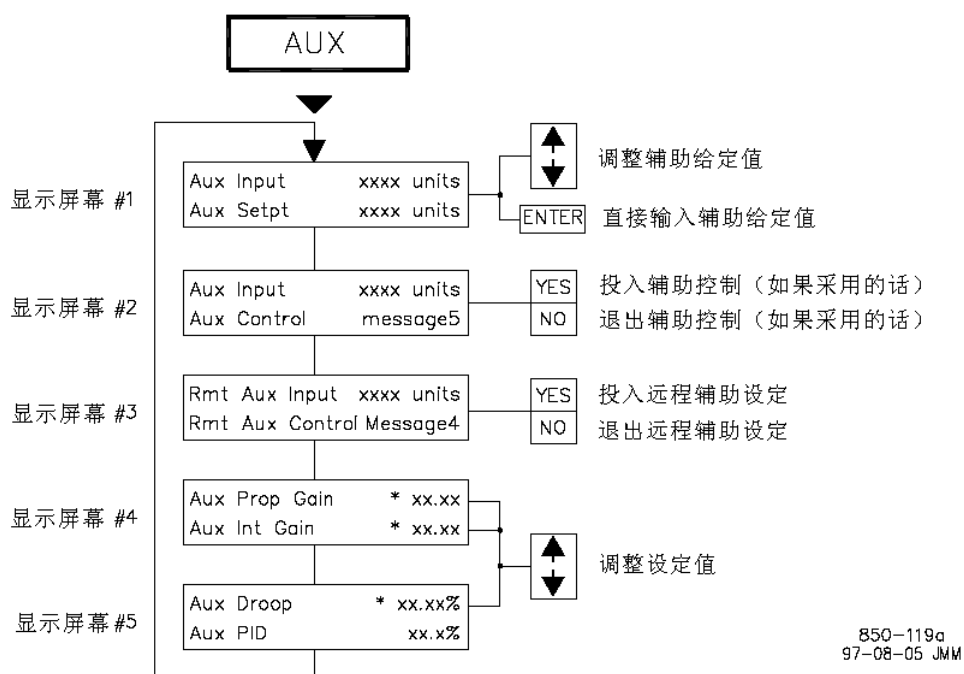 AUX
调整辅助给定值
显示屏幕 #1
Aux Input xxxx units
Aux Setpt xxxx units
ENTER 直接输入辅助给定值
显示屏幕 #2
Aux Input xxxx units
Aux Control message5
YES 投入辅助控制（如果采用的话）
NO 退出辅助控制（如果采用的话）
显示屏幕 #3
Rmt Aux Input xxxx units
Rmt Aux Control Message4
YES 投入远程辅助设定
NO 退出远程辅助设定
显示屏幕 #4
Aux Prop Gain * xx.xx
Aux Int Gain * xx.xx
调整设定值
显示屏幕 #5
Aux Droop * xx.xx%
Aux PID xx.x%
850-119a
97-08-05 JMM